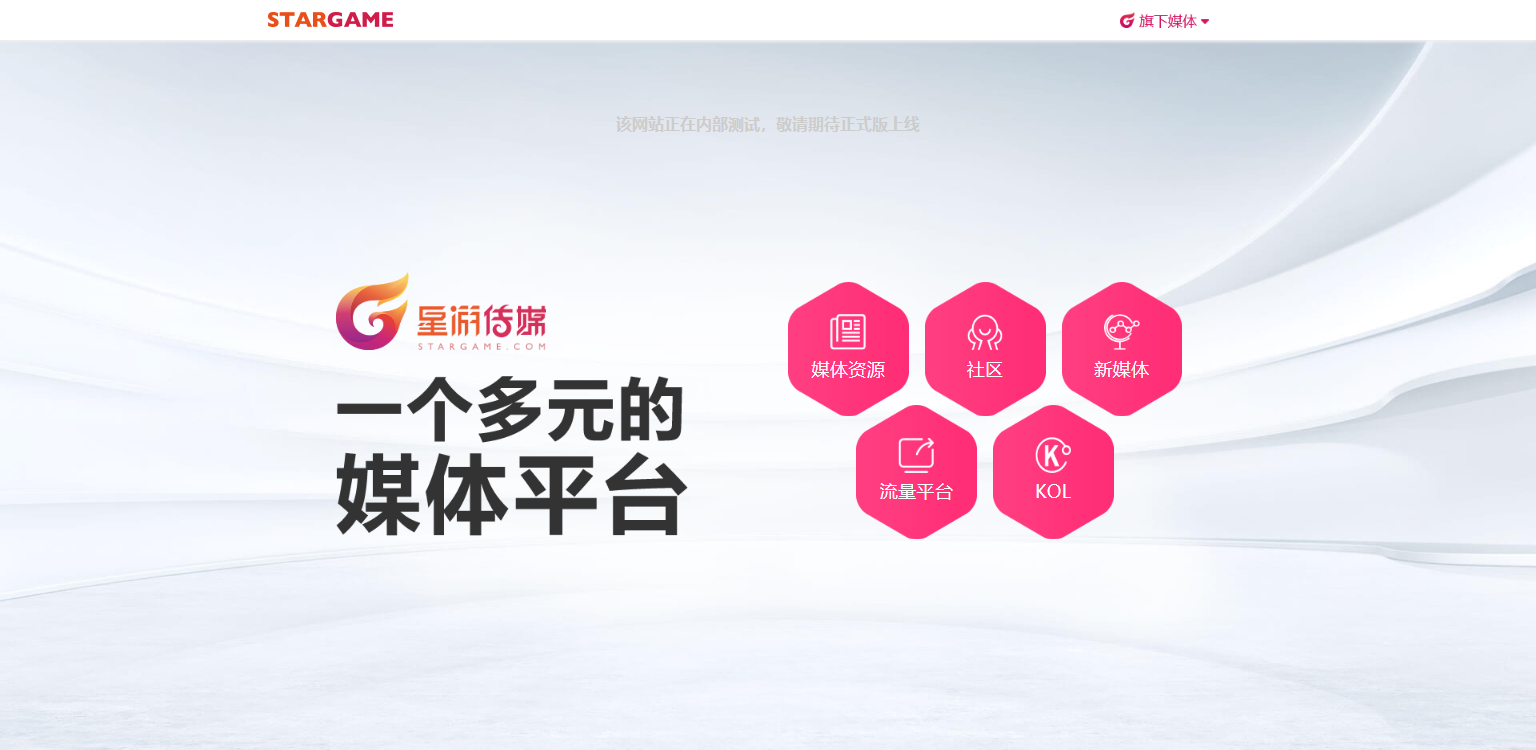 STARGAME
旗下媒体
该网站正在内部测试，敬请期待正式版上线
星游传媒
STARGAME.COM
一个多元的
媒体平台
媒体资源
社区
新媒体
流量平台
KOL